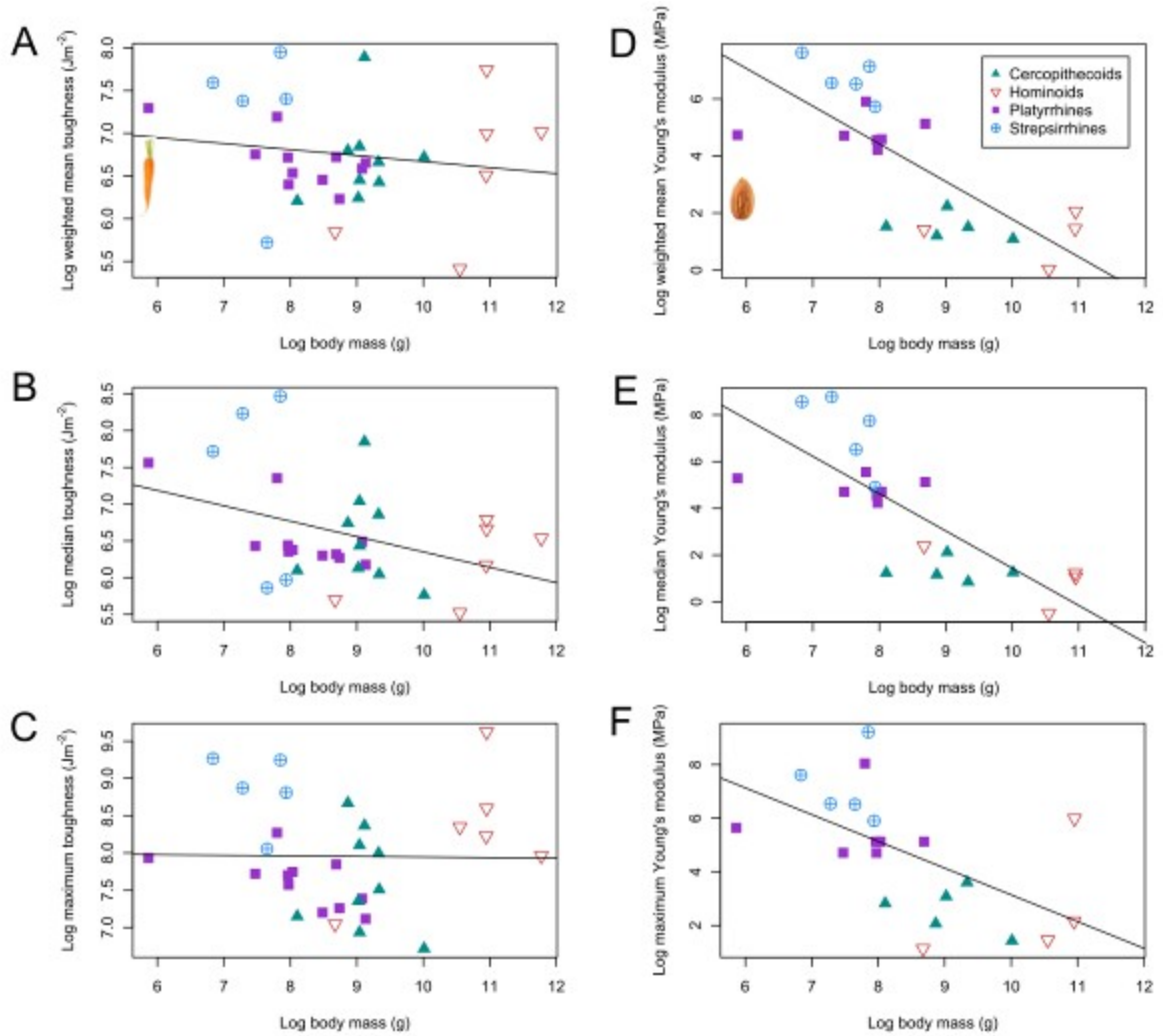 A
Log weighted mean toughness (Jm-2)
5.5 6.0 6.5 7.0 7.5 8.0
6 7 8 9 10 11 12
Log body mass (g)
D
Log weighted mean Young's modulus (MPa)
0 2 4 6
Cercopithecoids
Hominoids
Platyrrhines
Strepsirrhines
6 7 8 9 10 11 12
Log body mass (g)
B
Log median toughness (Jm-2)
5.5 6.0 6.5 7.0 7.5 8.0 8.5
6 7 8 9 10 11 12
Log body mass (g)
E
Log median Young's modulus (MPa)
0 2 4 6 8
6 7 8 9 10 11 12
Log body mass (g)
C
Log maximum toughness (Jm-2)
7.0 7.5 8.0 8.5 9.0 9.5
6 7 8 9 10 11 12
Log body mass (g)
F
Log maximum Young's modulus (MPa)
2 4 6 8
6 7 8 9 10 11 12
Log body mass (g)